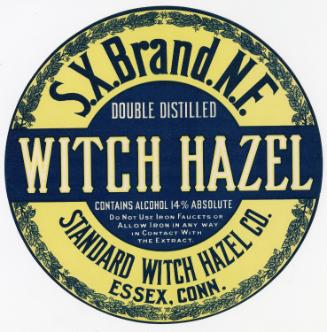 S.X.Brand.N.F.
DOUBLE DISTILLED
WITCH HAZEL
CONTAINS ALCOHOL 14% ABSOLUTE
DO NOT USE IRON FAUCETS OR
ALLOW IRON IN ANY WAY
IN CONTACT WITH
THE EXTRACT.
STANDARD WITCH HAZEL CO.
ESSEX, CONN.